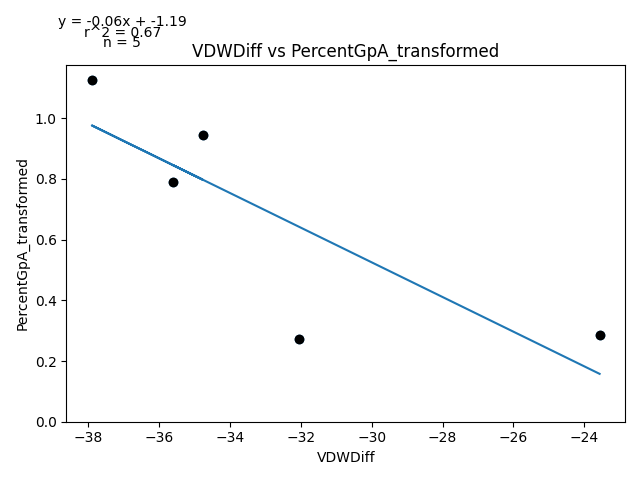 y = -0.06x + -1.19
r^2 = 0.67
n = 5
VDWDiff vs PercentGpA_transformed
1.0
0.8
0.6
0.4
0.2
0.0
PercentGpA_transformed
−38 −36 −34 −32 −30 −28 −26 −24
VDWDiff